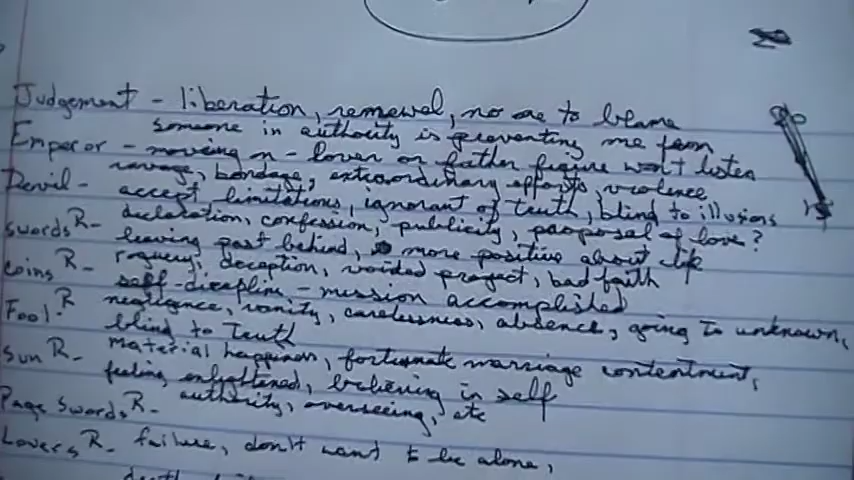 Judgement - liberation, renewal, no one to blame
someone in authority is preventing me from
Emperor - moving on - lover or father figure won't listen
Devil - ravage, bondage, extraordinary efforts, violence
accept limitations, ignorant of truth, blind to illusions
Swords R - declaration, confession, publicity, proposal of love?
leaving past behind, more positive about life
Coins R - roguery, deception, voided project, bad faith
self-dicepline - mission accomplished
Fool. R negligence, vanity, carelessness, absence, going to unknown,
blind to Truth
Sun R - material happiness, fortunate marriage contentment,
feeling enlightened, believing in self
Page Swords R - authority, overseeing, etc
Lovers R - failure, don't want to be alone,